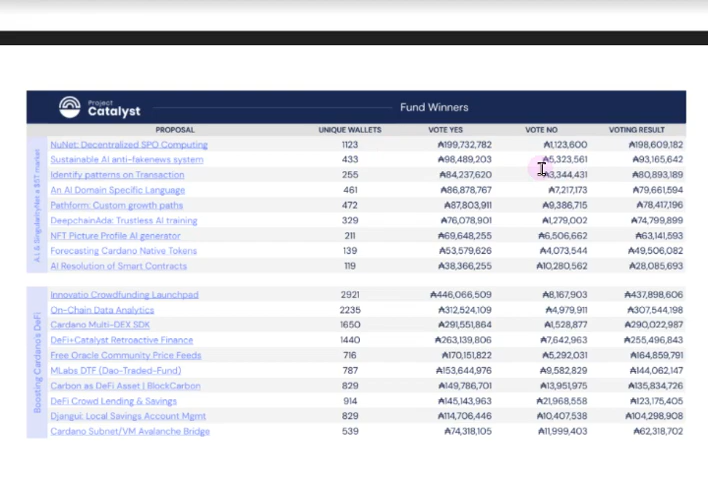 Project
Catalyst
Fund Winners
PROPOSAL UNIQUE WALLETS VOTE YES VOTE NO VOTING RESULT
A.I. & SingularityNet a $5T market
NuNet: Decentralized SPO Computing 1123 ₳199,732,782 ₳1,123,600 ₳198,609,182
Sustainable AI anti-fakenews system 433 ₳98,489,203 ₳5,323,561 ₳93,165,642
Identify patterns on Transaction 255 ₳84,237,620 ₳3,344,431 ₳80,893,189
An AI Domain Specific Language 461 ₳86,878,767 ₳7,217,173 ₳79,661,594
Pathform: Custom growth paths 472 ₳87,803,911 ₳9,386,715 ₳78,417,196
DeepchainAda: Trustless AI training 329 ₳76,078,901 ₳1,279,002 ₳74,799,899
NFT Picture Profile AI generator 211 ₳69,648,255 ₳6,506,662 ₳63,141,593
Forecasting Cardano Native Tokens 139 ₳53,579,626 ₳4,073,544 ₳49,506,082
AI Resolution of Smart Contracts 119 ₳38,366,255 ₳10,280,562 ₳28,085,693
Boosting Cardano's DeFi
Innovatio Crowdfunding Launchpad 2921 ₳446,066,509 ₳8,167,903 ₳437,898,606
On-Chain Data Analytics 2235 ₳312,524,109 ₳4,979,911 ₳307,544,198
Cardano Multi-DEX SDK 1650 ₳291,551,864 ₳1,528,877 ₳290,022,987
DeFi+Catalyst Retroactive Finance 1440 ₳263,139,806 ₳7,642,963 ₳255,496,843
Free Oracle Community Price Feeds 716 ₳170,151,822 ₳5,292,031 ₳164,859,791
MLabs DTF (Dao-Traded-Fund) 787 ₳153,644,976 ₳9,582,829 ₳144,062,147
Carbon as DeFi Asset | BlockCarbon 829 ₳149,786,701 ₳13,951,975 ₳135,834,726
DeFi Crowd Lending & Savings 914 ₳145,143,963 ₳21,968,558 ₳123,175,405
Djangui: Local Savings Account Mgmt 829 ₳114,706,446 ₳10,407,538 ₳104,298,908
Cardano Subnet/VM Avalanche Bridge 539 ₳74,318,105 ₳11,999,403 ₳62,318,702